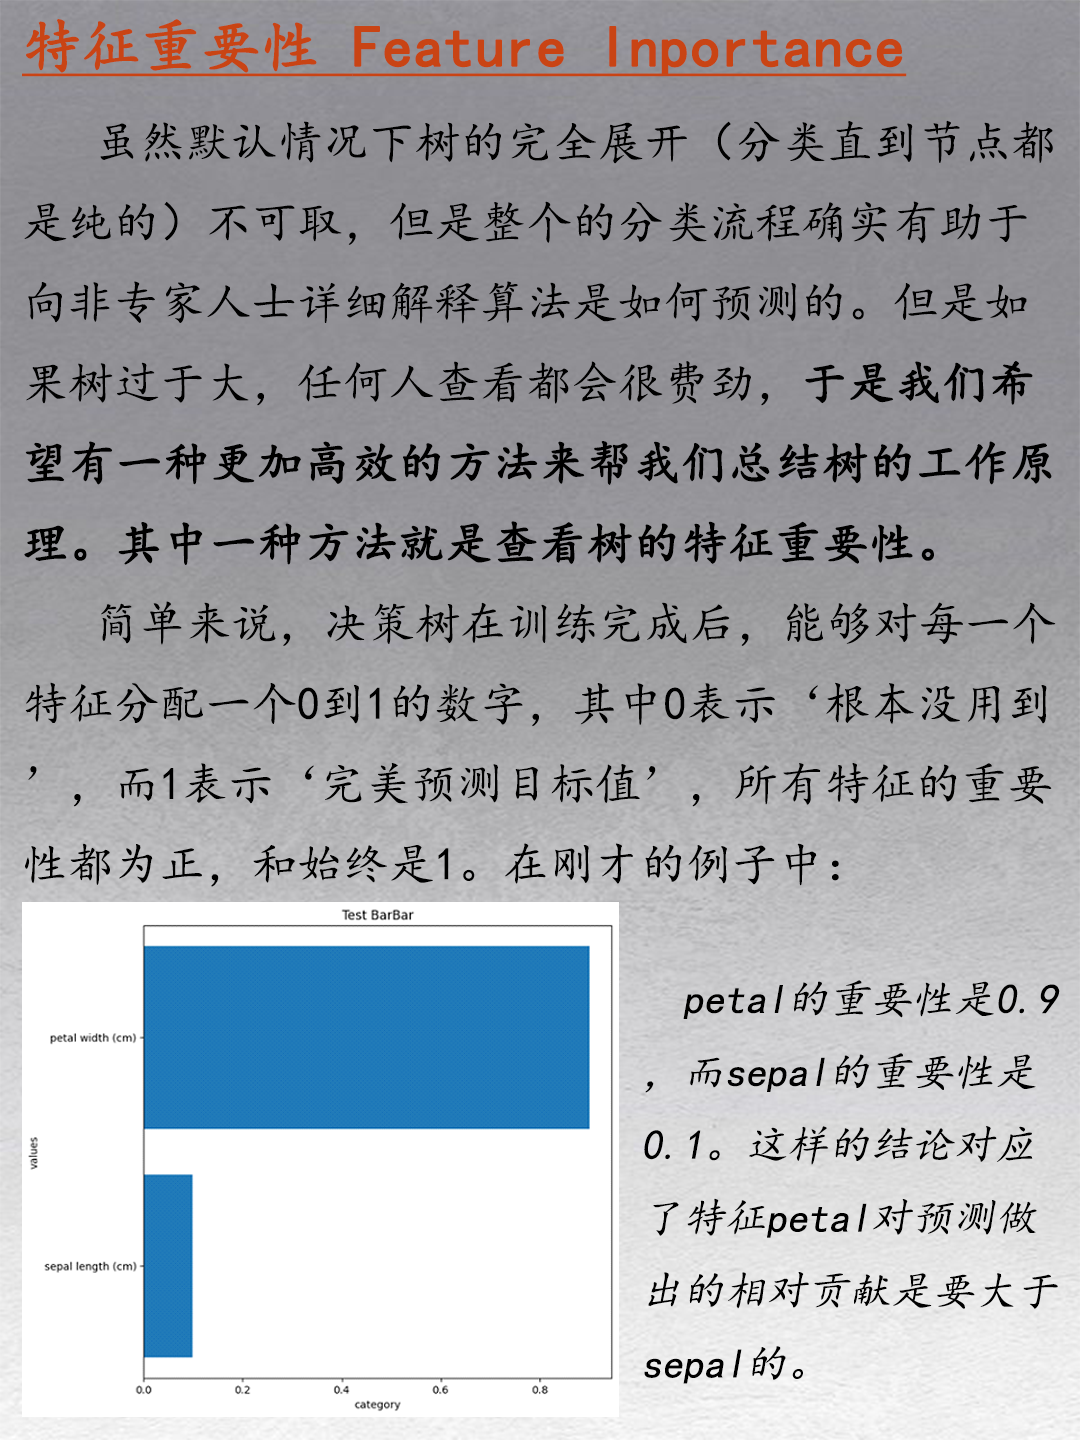 特征重要性 Feature Inportance
虽然默认情况下树的完全展开（分类直到节点都
是纯的）不可取，但是整个的分类流程确实有助于
向非专家人士详细解释算法是如何预测的。但是如
果树过于大，任何人查看都会很费劲，于是我们希
望有一种更加高效的方法来帮我们总结树的工作原
理。其中一种方法就是查看树的特征重要性。
简单来说，决策树在训练完成后，能够对每一个
特征分配一个0到1的数字，其中0表示‘根本没用到
’，而1表示‘完美预测目标值’，所有特征的重要
性都为正，和始终是1。在刚才的例子中：
Test BarBar
petal width (cm)
values
sepal length (cm)
0.0 0.2 0.4 0.6 0.8
category
petal的重要性是0.9
，而sepal的重要性是
0.1。这样的结论对应
了特征petal对预测做
出的相对贡献是要大于
sepal的。